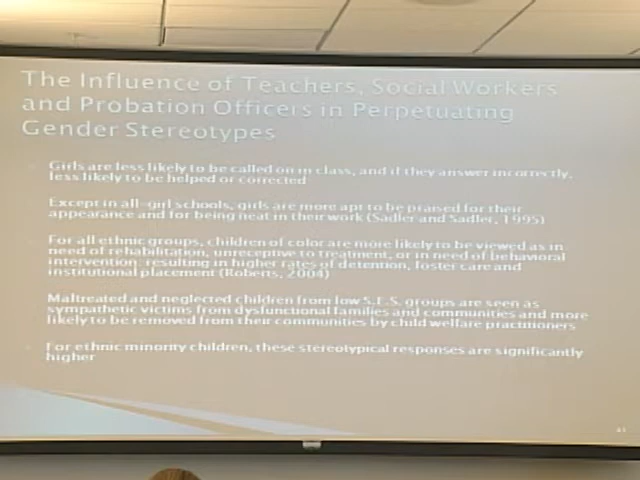 The Influence of Teachers, Social Workers
and Probation Officers in Perpetuating
Gender Stereotypes
Girls are less likely to be called on in class, and if they answer incorrectly,
less likely to be helped or corrected
Except in all-girl schools, girls are more apt to be praised for their
appearance and for being neat in their work (Sadler and Sadler, 1995)
For all ethnic groups, children of color are more likely to be viewed as in
need of rehabilitation, unreceptive to treatment, or in need of behavioral
intervention, resulting in higher rates of detention, foster care and
institutional placement (Roberts, 2004)
Maltreated and neglected children from low S.E.S. groups are seen as
sympathetic victims from dysfunctional families and communities and more
likely to be removed from their communities by child welfare practitioners
For ethnic minority children, these stereotypical responses are significantly
higher